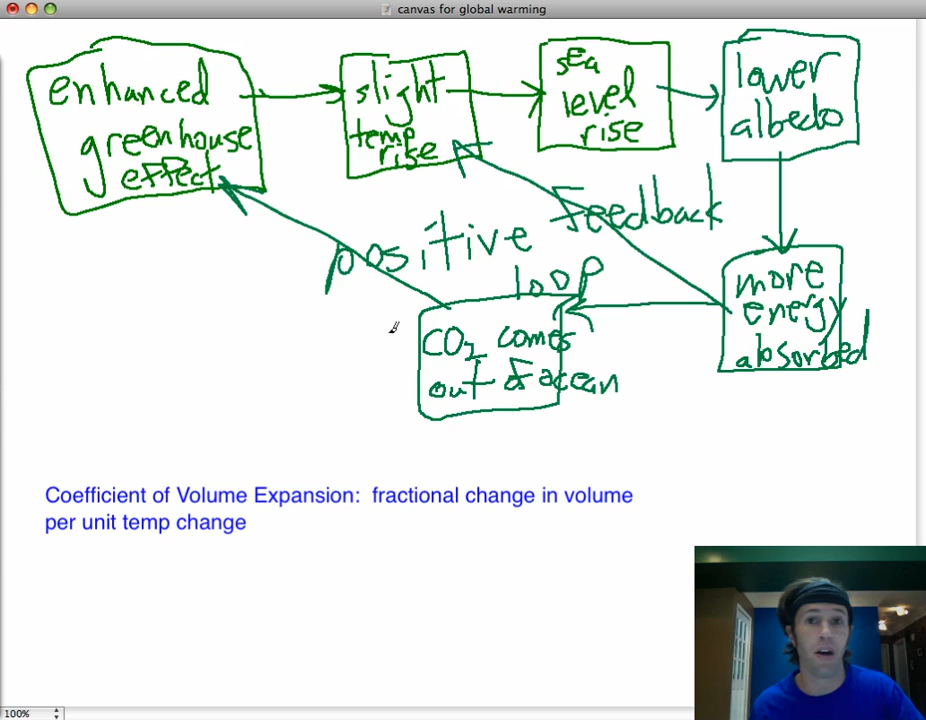 canvas for global warming
enhanced
greenhouse
effect
slight
temp
rise
sea
level
rise
lower
albedo
more
energy
absorbed
CO2 comes
out of ocean
positive feedback
loop
Coefficient of Volume Expansion: fractional change in volume
per unit temp change
100%